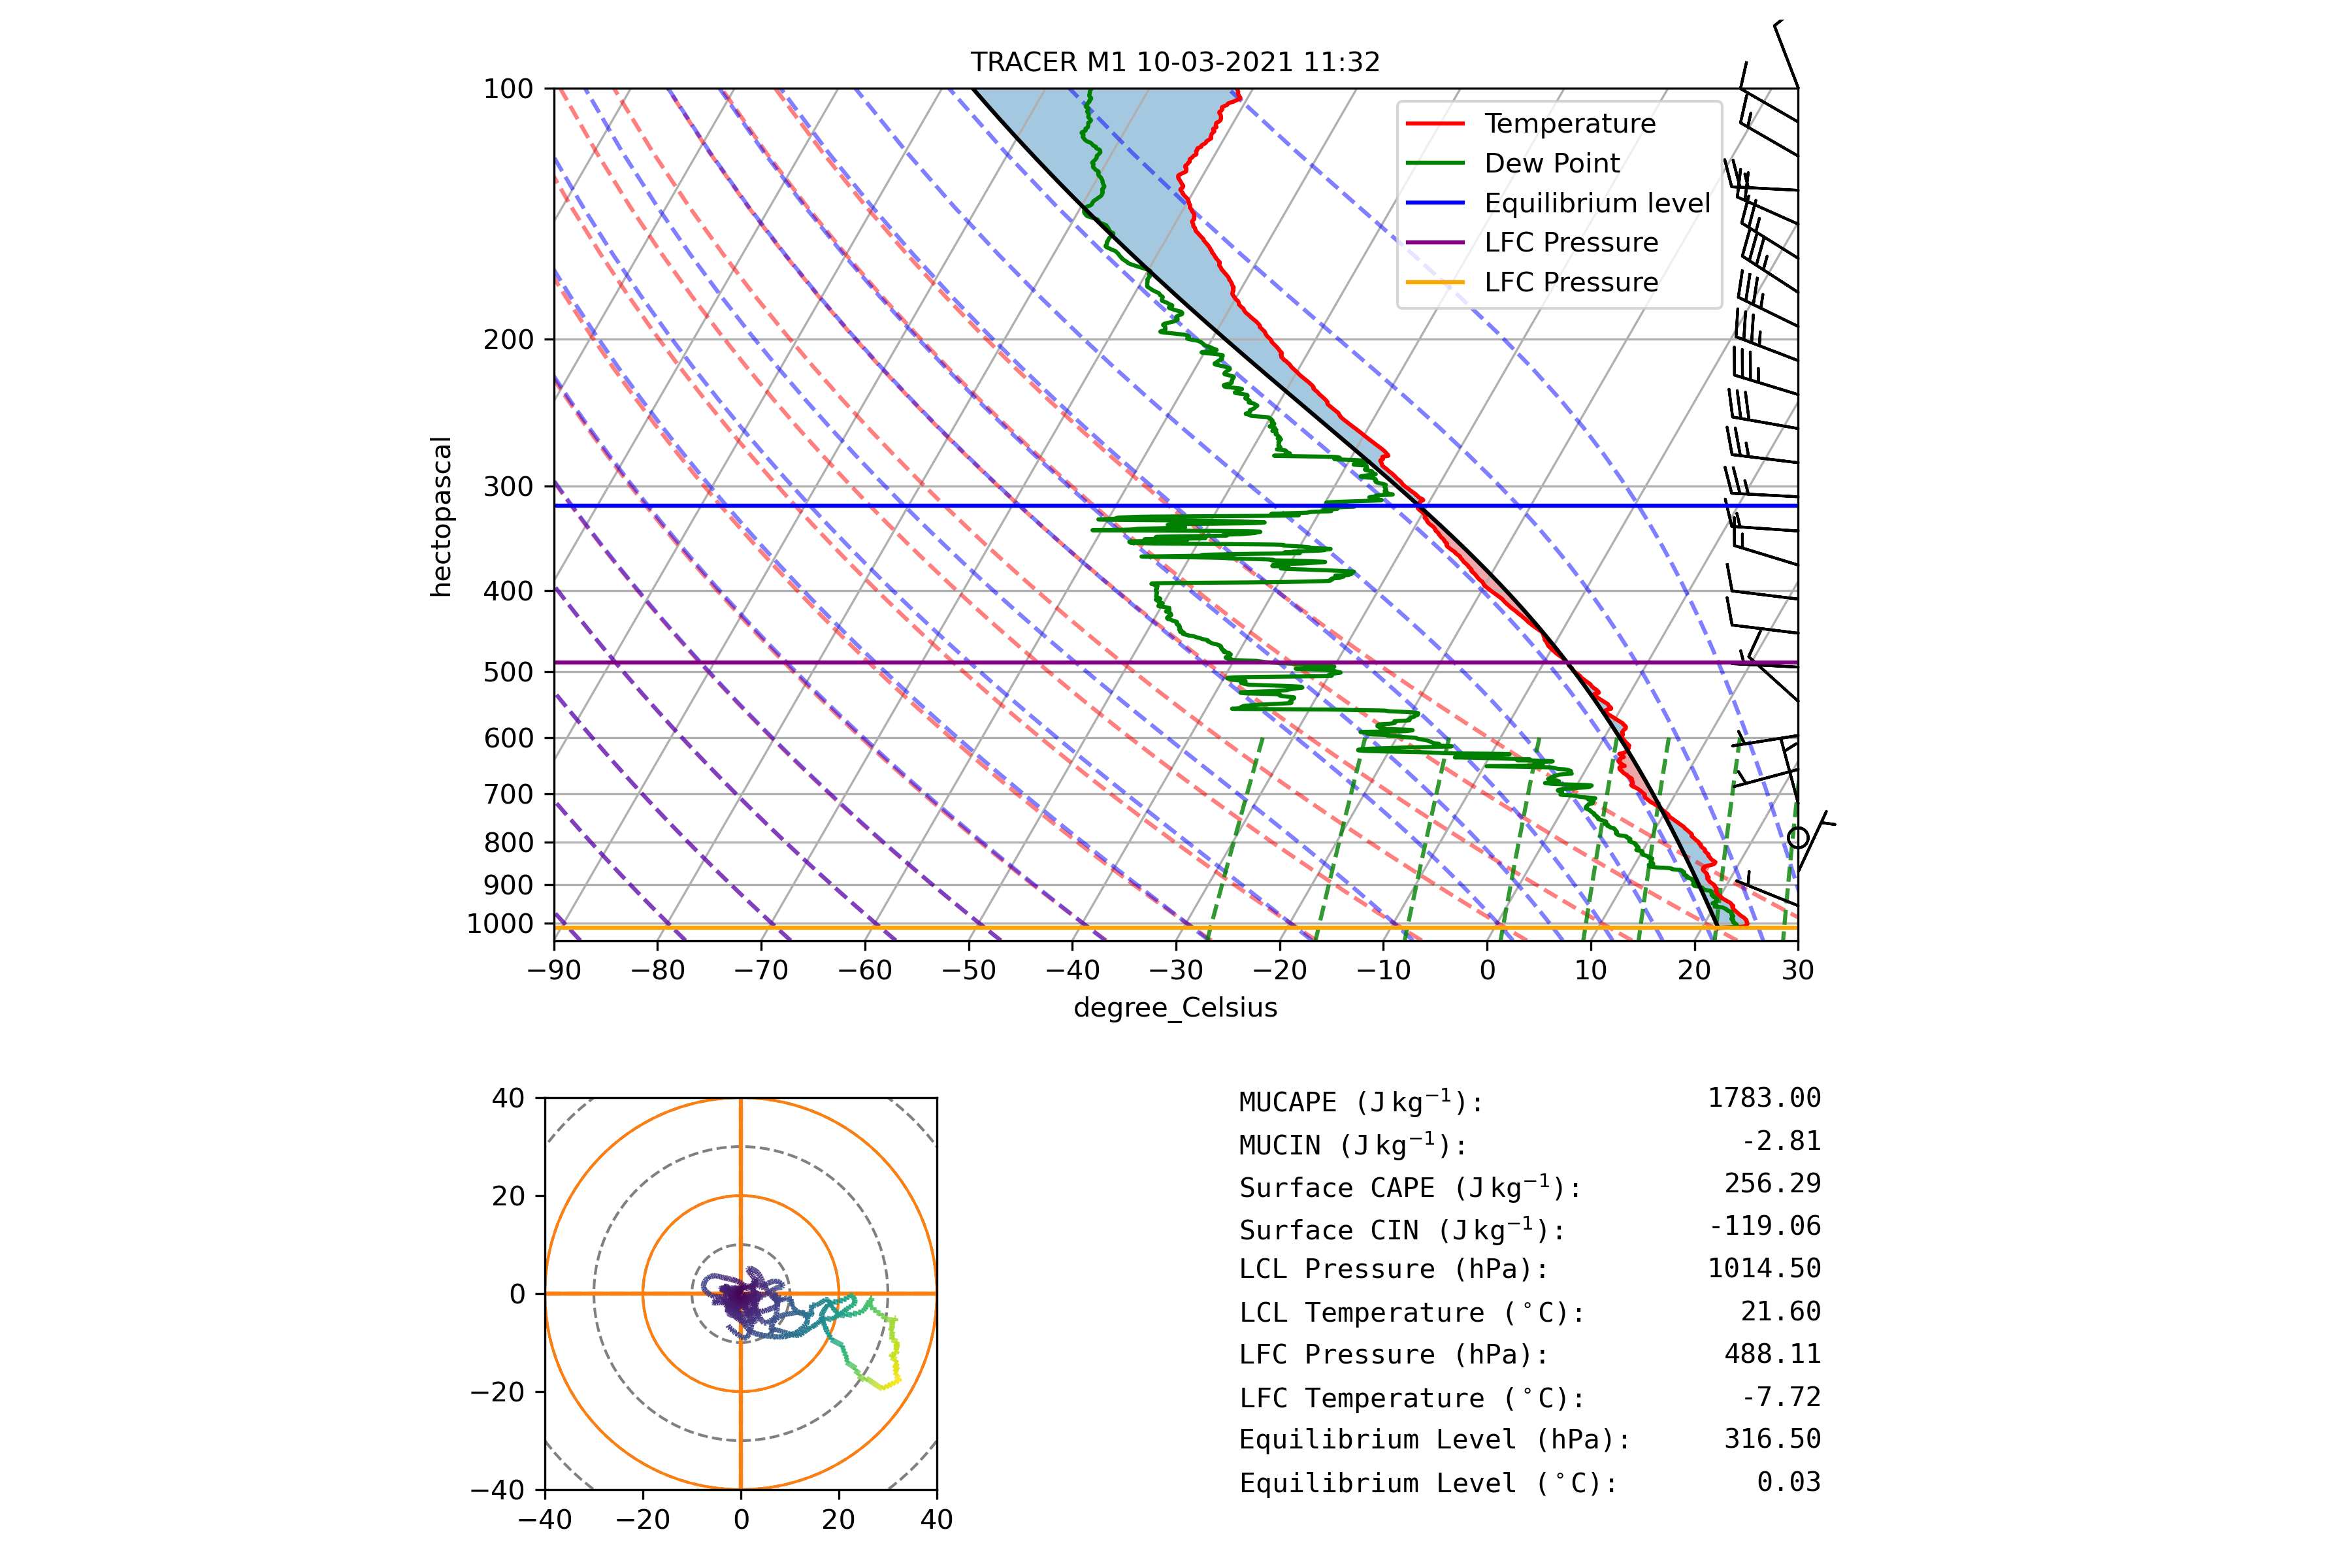 TRACER M1 10-03-2021 11:32
100
200
300
400
500
600
700
800
900
1000
hectopascal
Temperature
Dew Point
Equilibrium level
LFC Pressure
LFC Pressure
−90 −80 −70 −60 −50 −40 −30 −20 −10 0 10 20 30
degree_Celsius
40
20
0
−20
−40
−40 −20 0 20 40
MUCAPE (J kg⁻¹): 1783.00
MUCIN (J kg⁻¹): -2.81
Surface CAPE (J kg⁻¹): 256.29
Surface CIN (J kg⁻¹): -119.06
LCL Pressure (hPa): 1014.50
LCL Temperature (°C): 21.60
LFC Pressure (hPa): 488.11
LFC Temperature (°C): -7.72
Equilibrium Level (hPa): 316.50
Equilibrium Level (°C): 0.03